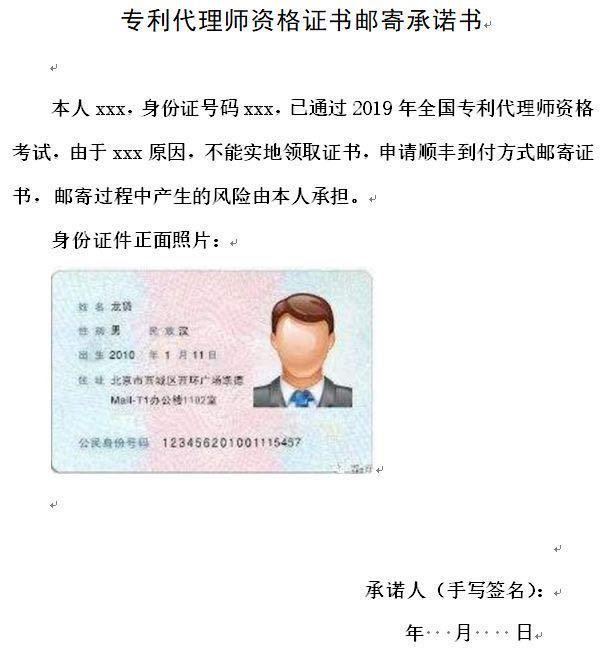 专利代理师资格证书邮寄承诺书
本人 xxx，身份证号码 xxx，已通过 2019 年全国专利代理师资格
考试，由于 xxx 原因，不能实地领取证书，申请顺丰到付方式邮寄证
书，邮寄过程中产生的风险由本人承担。
身份证件正面照片：
姓名 龙贤
性别 男 民族 汉
出生 2010 年 1 月 11 日
住址 北京市西城区西环广场凯德
Mall-T1办公楼1102室
公民身份号码 123456201001115457
承诺人（手写签名）：
年···月····日